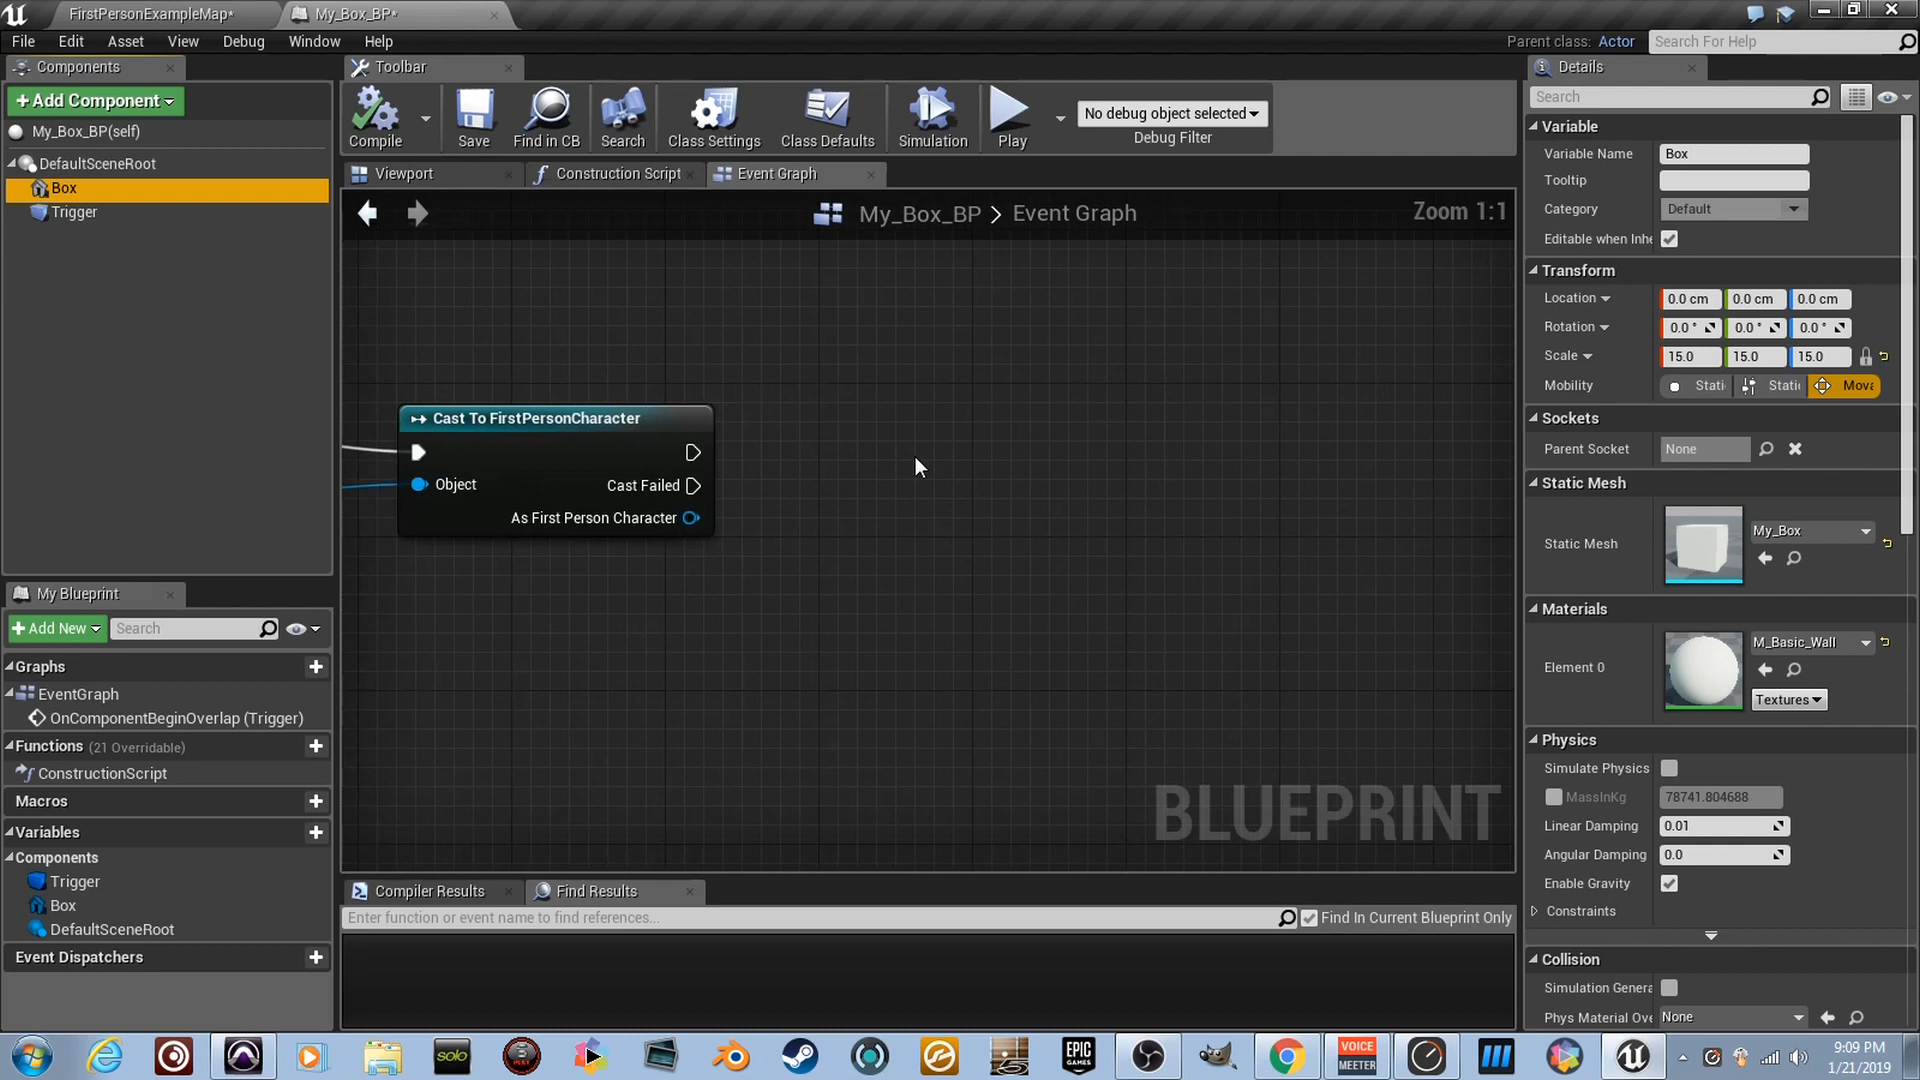 FirstPersonExampleMap*
My_Box_BP*
File Edit Asset View Debug Window Help
Parent class: Actor
Search For Help
Components
Add Component
My_Box_BP(self)
DefaultSceneRoot
Box
Trigger
Toolbar
Compile
Save
Find in CB
Search
Class Settings
Class Defaults
Simulation
Play
No debug object selected
Debug Filter
Viewport
Construction Script
Event Graph
My_Box_BP > Event Graph
Zoom 1:1
Cast To FirstPersonCharacter
Object
Cast Failed
As First Person Character
BLUEPRINT
My Blueprint
Add New
Search
Graphs
EventGraph
OnComponentBeginOverlap (Trigger)
Functions (21 Overridable)
ConstructionScript
Macros
Variables
Components
Trigger
Box
DefaultSceneRoot
Event Dispatchers
Compiler Results
Find Results
Enter function or event name to find references...
Find In Current Blueprint Only
Details
Search
Variable
Variable Name Box
Tooltip
Category Default
Editable when Inhe
Transform
Location 0.0 cm 0.0 cm 0.0 cm
Rotation 0.0 ° 0.0 ° 0.0 °
Scale 15.0 15.0 15.0
Mobility Stati Stati Mova
Sockets
Parent Socket None
Static Mesh
Static Mesh My_Box
Materials
Element 0 M_Basic_Wall
Textures
Physics
Simulate Physics
MassInKg 78741.804688
Linear Damping 0.01
Angular Damping 0.0
Enable Gravity
Constraints
Collision
Simulation Genera
Phys Material Ove None
solo
PLAY
EPIC
GAMES
VOICE
MEETER
9:09 PM
1/21/2019